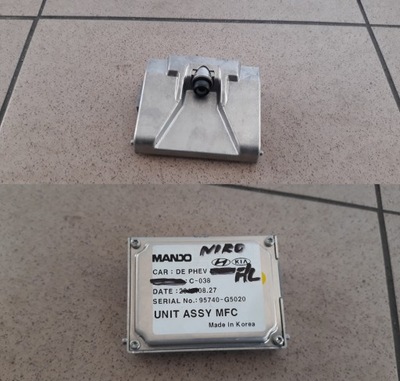 NIRO
MANDO HYUNDAI KIA
CAR : DE PHEV F/L
C-038
DATE : 08.27
SERIAL No.: 95740-G5020
UNIT ASSY MFC
Made in Korea